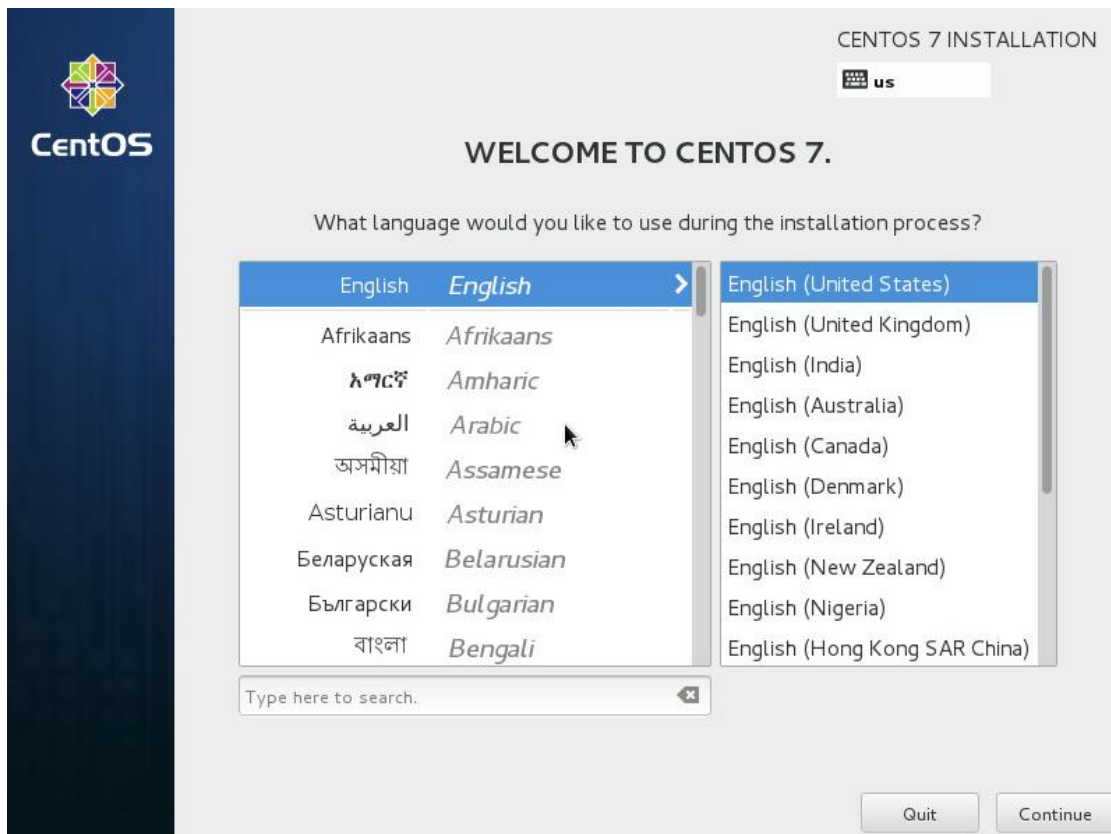 CentOS
CENTOS 7 INSTALLATION
us
WELCOME TO CENTOS 7.
What language would you like to use during the installation process?
English English
Afrikaans Afrikaans
አማርኛ Amharic
العربية Arabic
অসমীয়া Assamese
Asturianu Asturian
Беларуская Belarusian
Български Bulgarian
বাংলা Bengali
English (United States)
English (United Kingdom)
English (India)
English (Australia)
English (Canada)
English (Denmark)
English (Ireland)
English (New Zealand)
English (Nigeria)
English (Hong Kong SAR China)
Type here to search.
Quit Continue